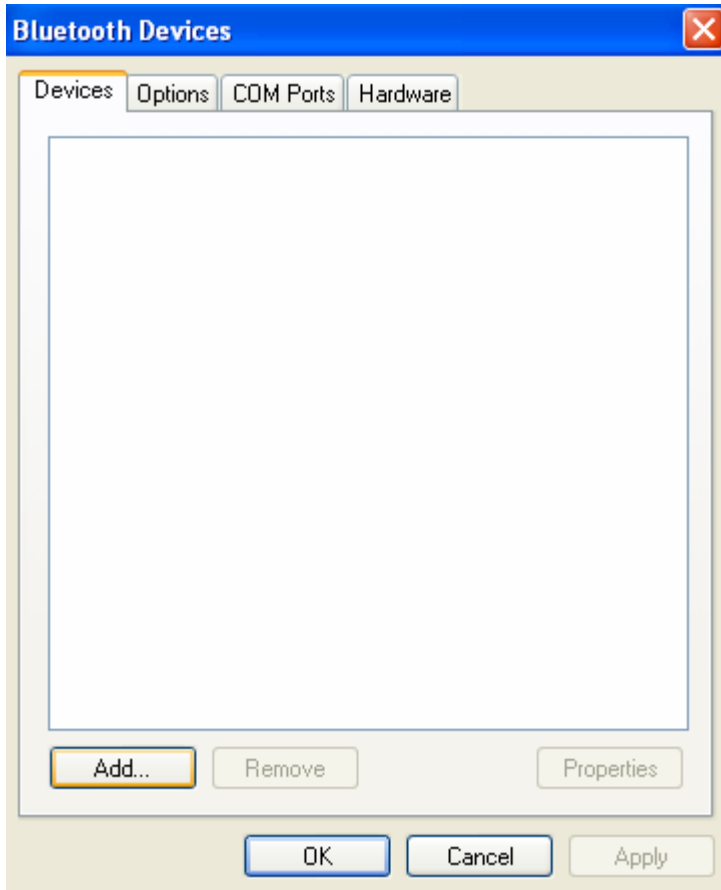 Bluetooth Devices
Devices Options COM Ports Hardware
Add... Remove Properties
OK Cancel Apply